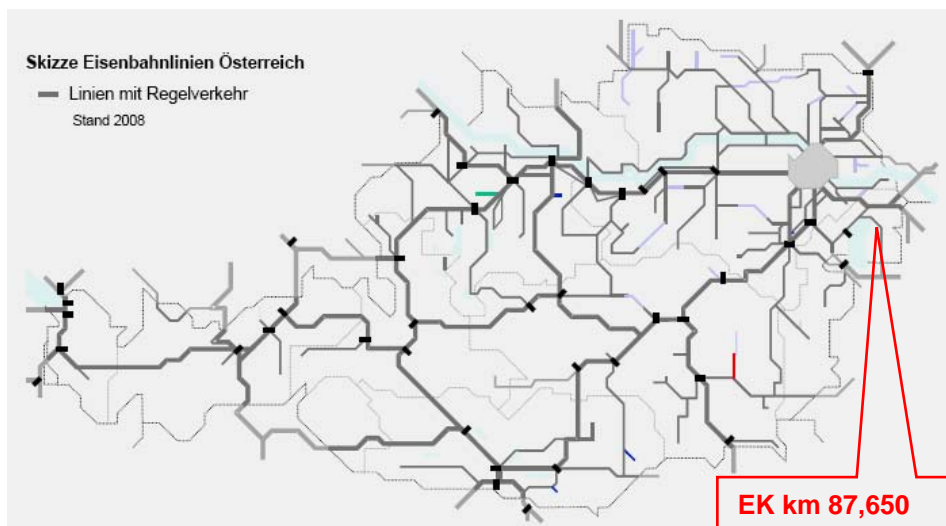 Skizze Eisenbahnlinien Österreich
Linien mit Regelverkehr
Stand 2008
EK km 87,650